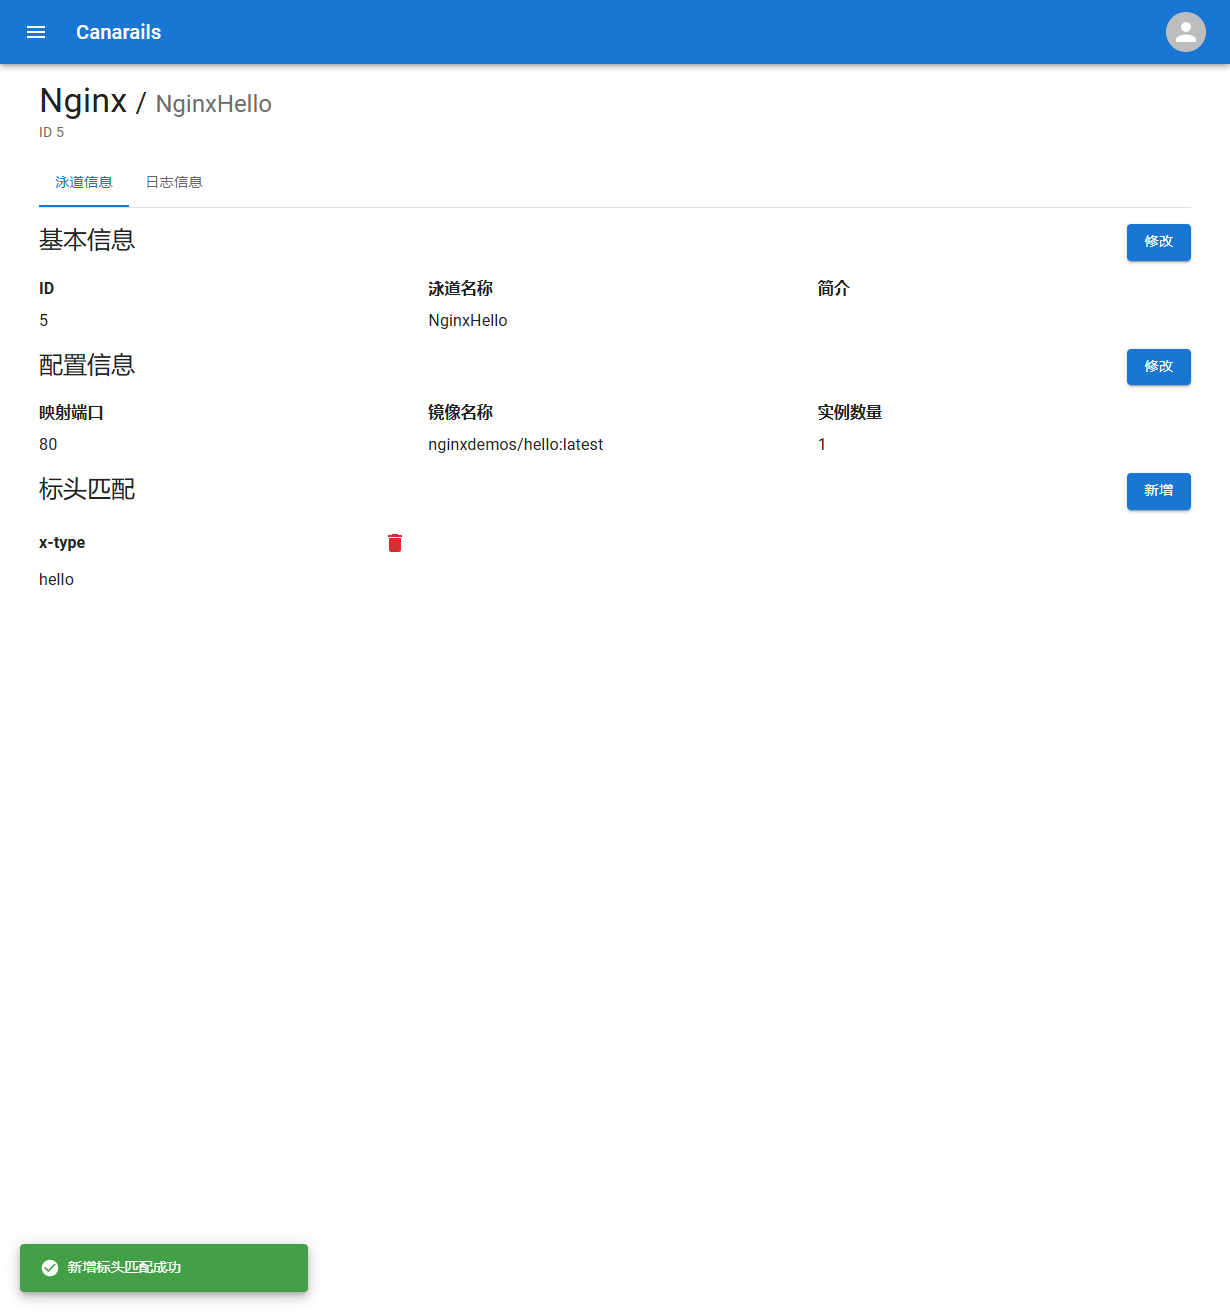 Canarails
Nginx / NginxHello
ID 5
泳道信息 日志信息
基本信息 修改
ID 泳道名称 简介
5 NginxHello
配置信息 修改
映射端口 镜像名称 实例数量
80 nginxdemos/hello:latest 1
标头匹配 新增
x-type
hello
新增标头匹配成功